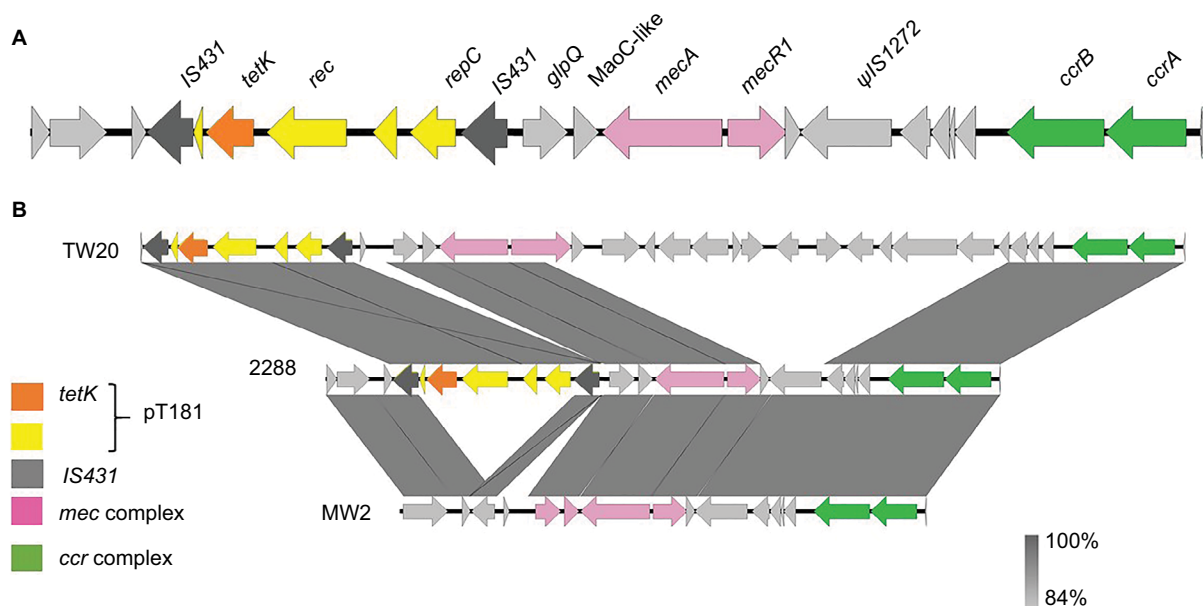 A
IS431
tetK
rec
repC
IS431
glpQ
MaoC-like
mecA
mecR1
ψIS1272
ccrB
ccrA
B
TW20
2288
MW2
tetK
pT181
IS431
mec complex
ccr complex
100%
84%